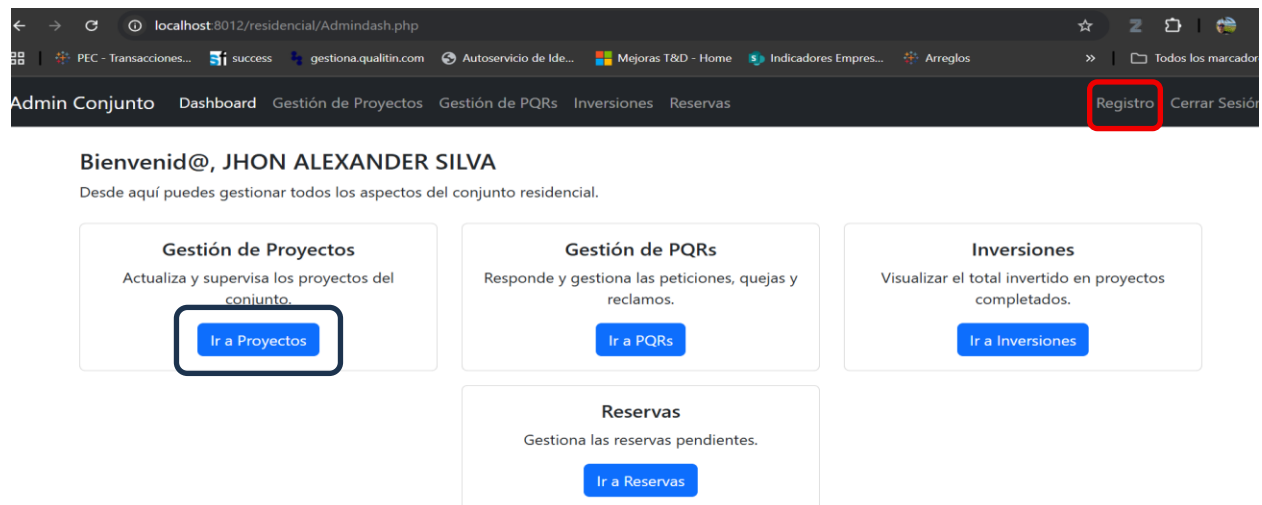 localhost:8012/residencial/Admindash.php
PEC - Transacciones... success gestiona.qualitin.com Autoservicio de Ide... Mejoras T&D - Home Indicadores Empres... Arreglos » Todos los marcador
Admin Conjunto Dashboard Gestión de Proyectos Gestión de PQRs Inversiones Reservas Registro Cerrar Sesión
Bienvenid@, JHON ALEXANDER SILVA
Desde aquí puedes gestionar todos los aspectos del conjunto residencial.
Gestión de Proyectos
Actualiza y supervisa los proyectos del
conjunto.
Ir a Proyectos
Gestión de PQRs
Responde y gestiona las peticiones, quejas y
reclamos.
Ir a PQRs
Inversiones
Visualizar el total invertido en proyectos
completados.
Ir a Inversiones
Reservas
Gestiona las reservas pendientes.
Ir a Reservas